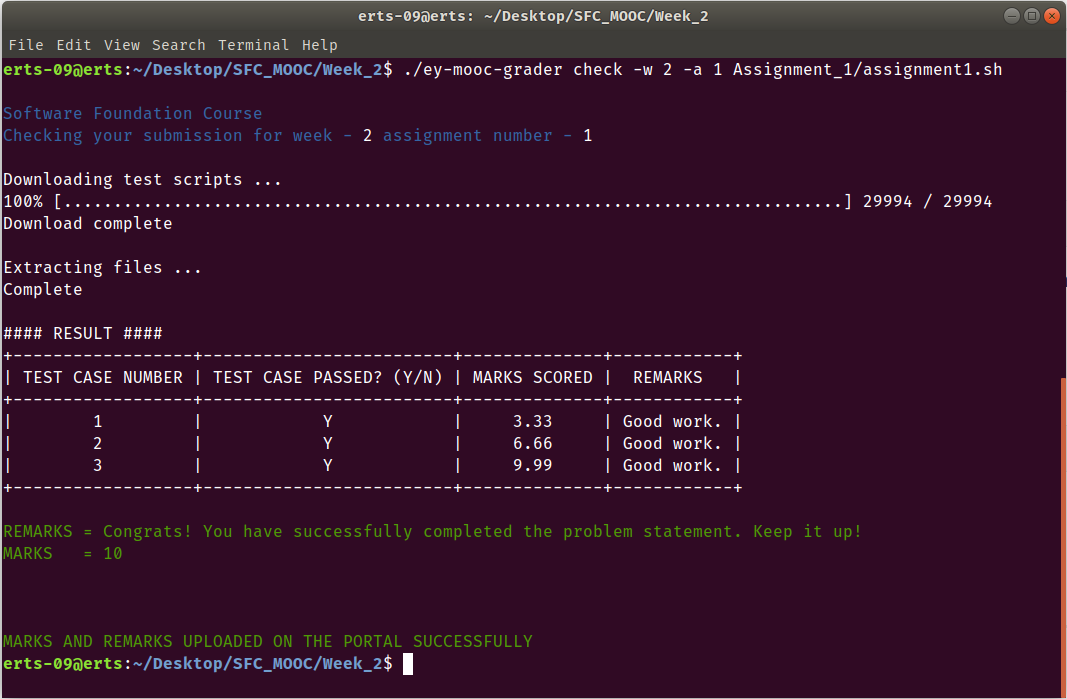 erts-09@erts: ~/Desktop/SFC_MOOC/Week_2
File Edit View Search Terminal Help
erts-09@erts:~/Desktop/SFC_MOOC/Week_2$ ./ey-mooc-grader check -w 2 -a 1 Assignment_1/assignment1.sh
Software Foundation Course
Checking your submission for week - 2 assignment number - 1
Downloading test scripts ...
100% [..............................................................................] 29994 / 29994
Download complete
Extracting files ...
Complete
#### RESULT ####
+------------------+-------------------------+--------------+------------+
| TEST CASE NUMBER | TEST CASE PASSED? (Y/N) | MARKS SCORED |  REMARKS   |
+------------------+-------------------------+--------------+------------+
|        1         |            Y            |     3.33     | Good work. |
|        2         |            Y            |     6.66     | Good work. |
|        3         |            Y            |     9.99     | Good work. |
+------------------+-------------------------+--------------+------------+
REMARKS = Congrats! You have successfully completed the problem statement. Keep it up!
MARKS   = 10
MARKS AND REMARKS UPLOADED ON THE PORTAL SUCCESSFULLY
erts-09@erts:~/Desktop/SFC_MOOC/Week_2$